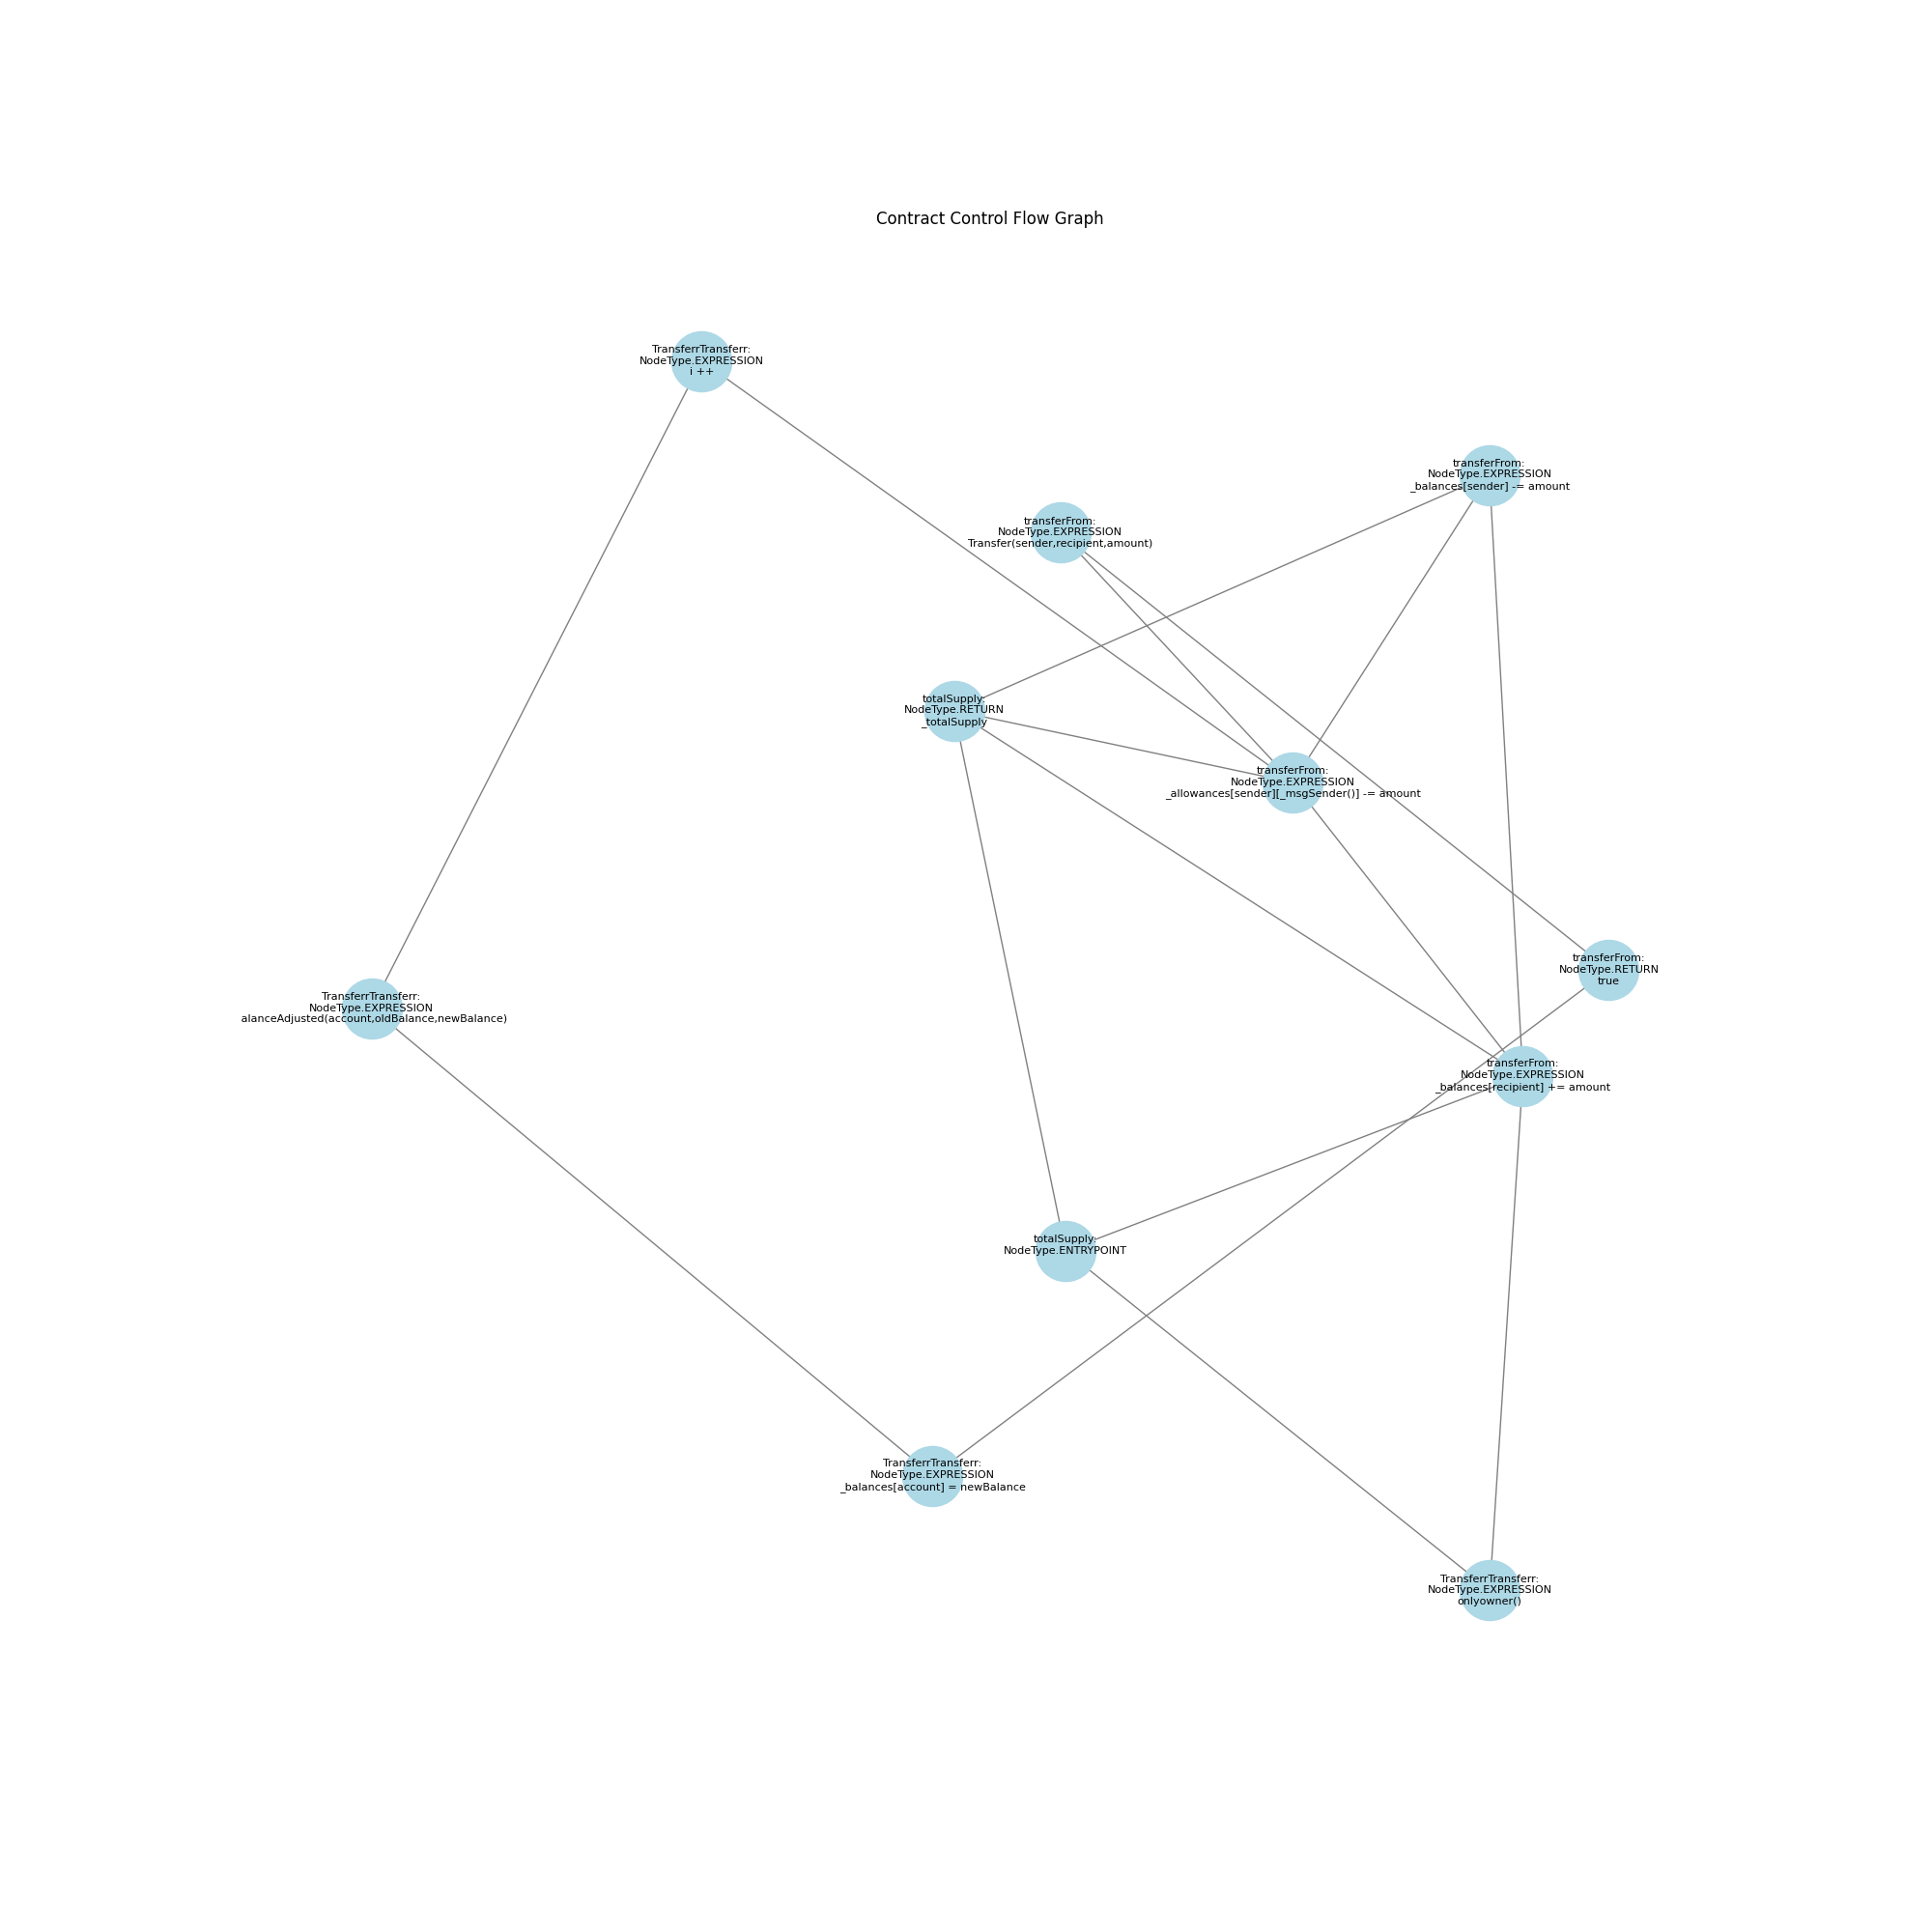 Contract Control Flow Graph
TransferrTransferr:
NodeType.EXPRESSION
i ++
transferFrom:
NodeType.EXPRESSION
_balances[sender] -= amount
transferFrom:
NodeType.EXPRESSION
Transfer(sender,recipient,amount)
totalSupply:
NodeType.RETURN
_totalSupply
transferFrom:
NodeType.EXPRESSION
_allowances[sender][_msgSender()] -= amount
transferFrom:
NodeType.RETURN
true
TransferrTransferr:
NodeType.EXPRESSION
alanceAdjusted(account,oldBalance,newBalance)
transferFrom:
NodeType.EXPRESSION
_balances[recipient] += amount
totalSupply:
NodeType.ENTRYPOINT
TransferrTransferr:
NodeType.EXPRESSION
_balances[account] = newBalance
TransferrTransferr:
NodeType.EXPRESSION
onlyowner()